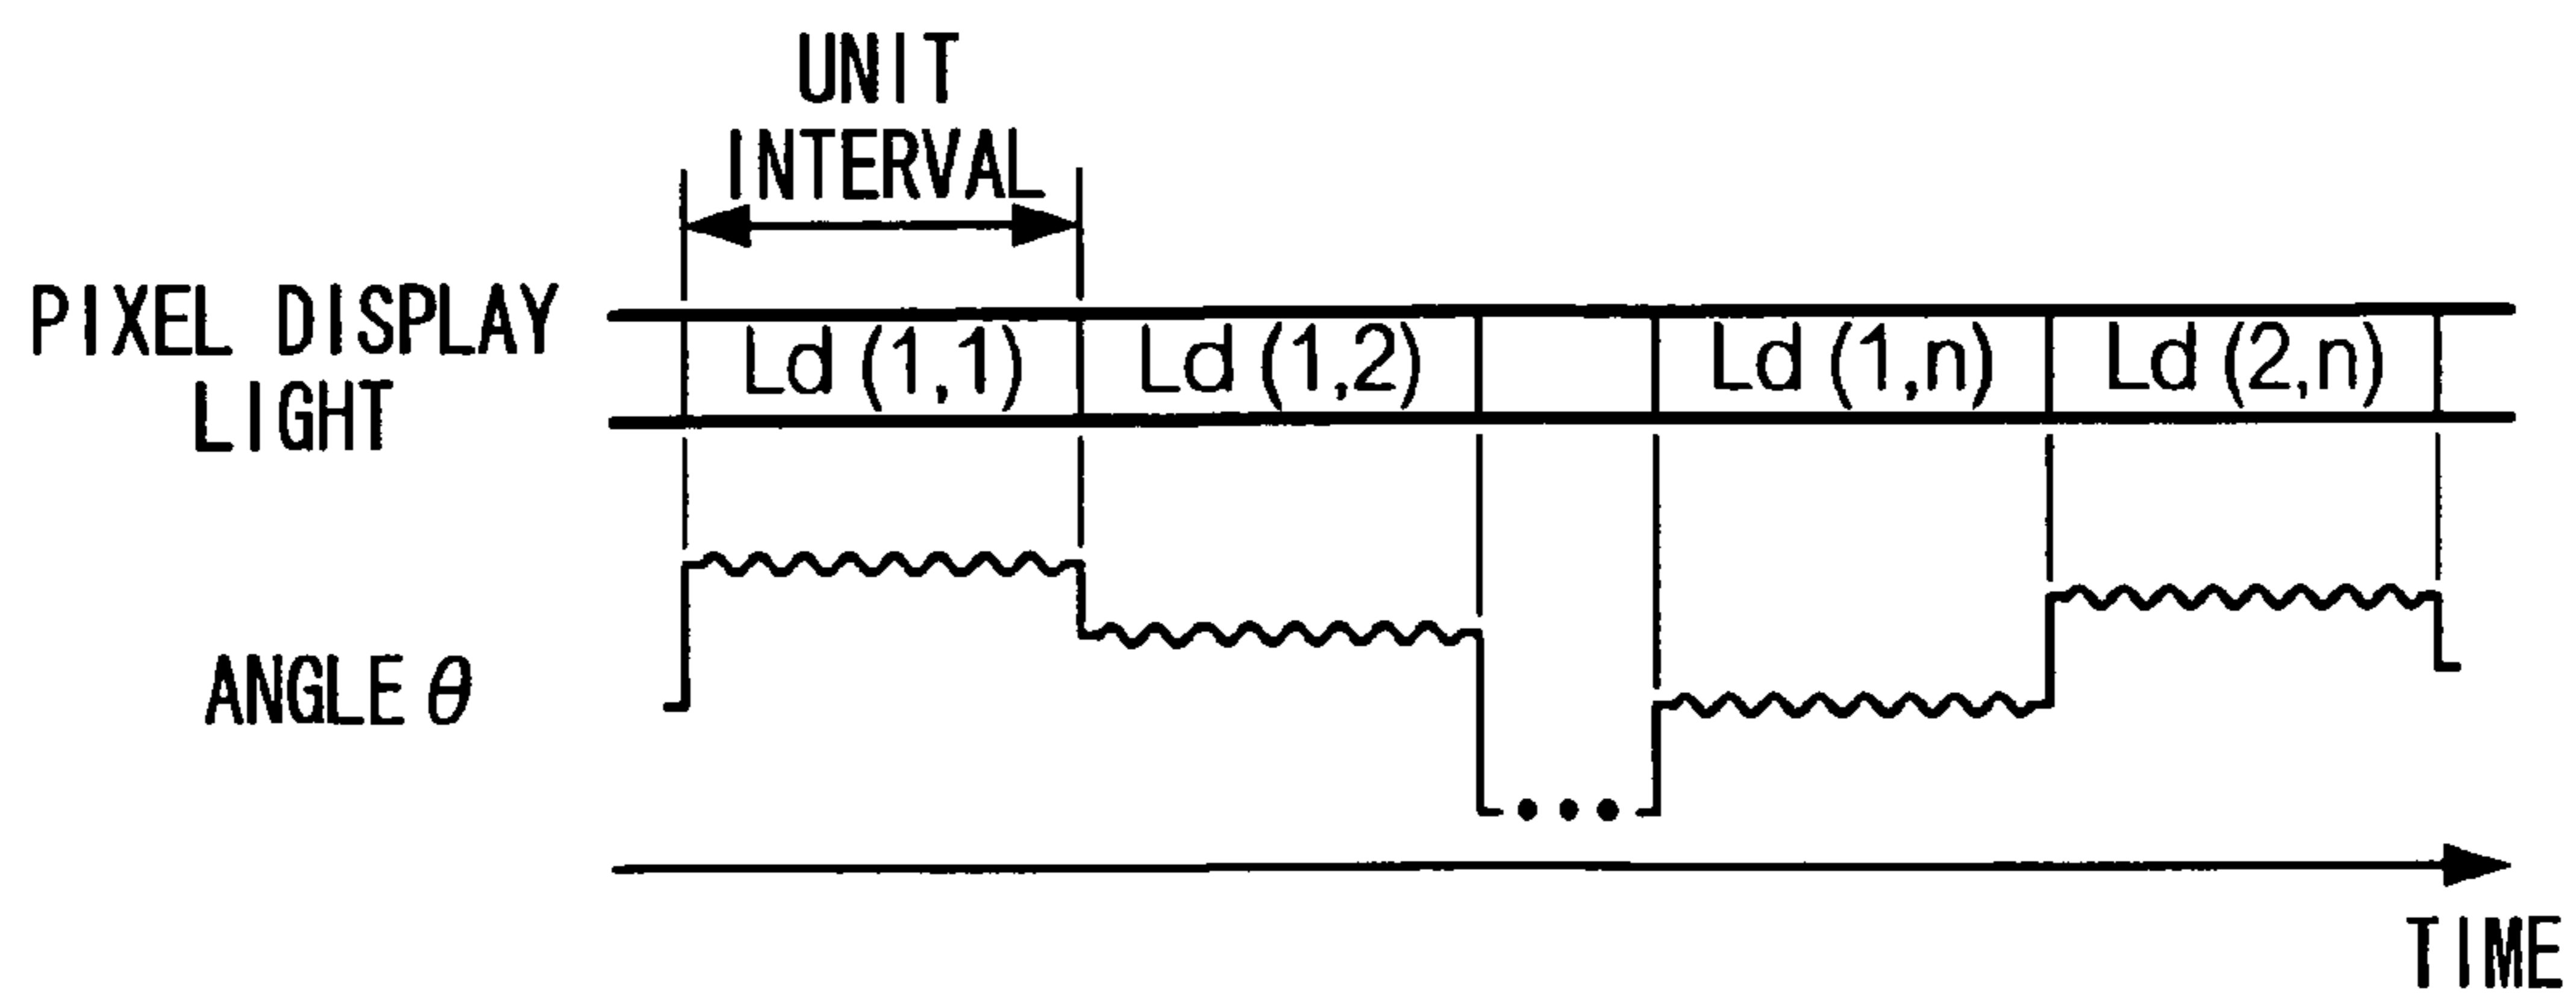 UNIT
INTERVAL
PIXEL DISPLAY
LIGHT
Ld (1,1) Ld (1,2) Ld (1,n) Ld (2,n)
ANGLE θ
TIME